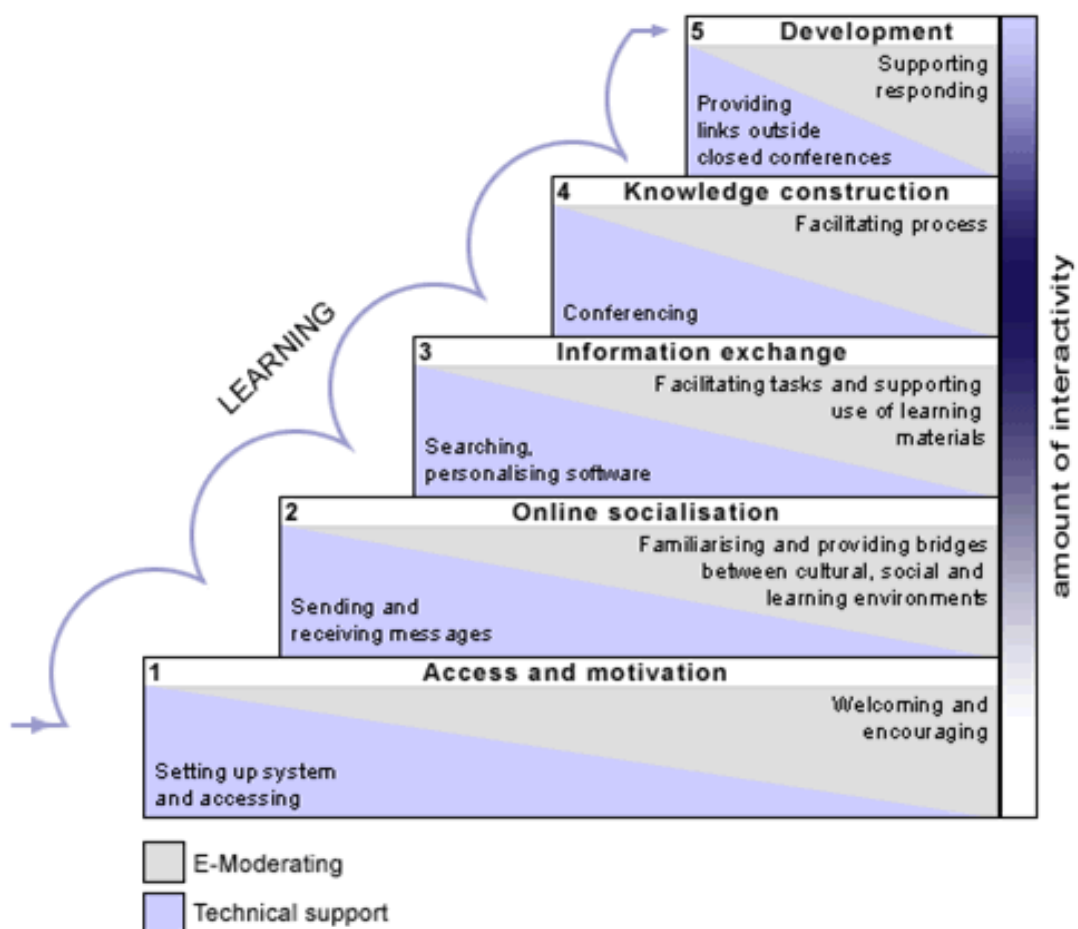 5 Development
Supporting
responding
Providing
links outside
closed conferences
4 Knowledge construction
Facilitating process
Conferencing
3 Information exchange
Facilitating tasks and supporting
use of learning
materials
Searching,
personalising software
2 Online socialisation
Familiarising and providing bridges
between cultural, social and
learning environments
Sending and
receiving messages
1 Access and motivation
Welcoming and
encouraging
Setting up system
and accessing
LEARNING
amount of interactivity
E-Moderating
Technical support